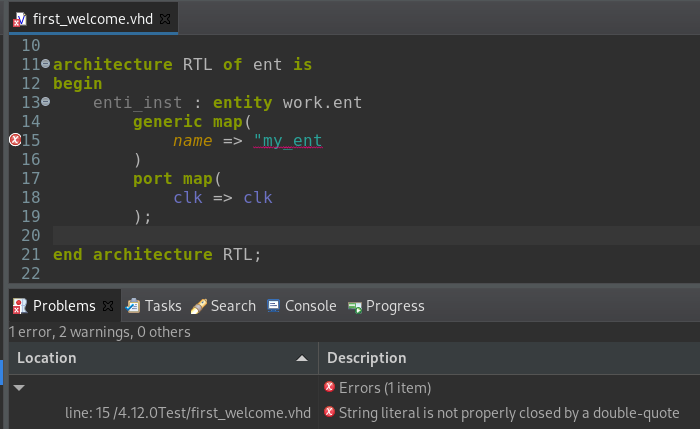 first_welcome.vhd
10
11 architecture RTL of ent is
12 begin
13 enti_inst : entity work.ent
14 generic map(
15 name => "my_ent
16 )
17 port map(
18 clk => clk
19 );
20
21 end architecture RTL;
22
Problems Tasks Search Console Progress
1 error, 2 warnings, 0 others
Location Description
Errors (1 item)
line: 15 /4.12.0Test/first_welcome.vhd String literal is not properly closed by a double-quote